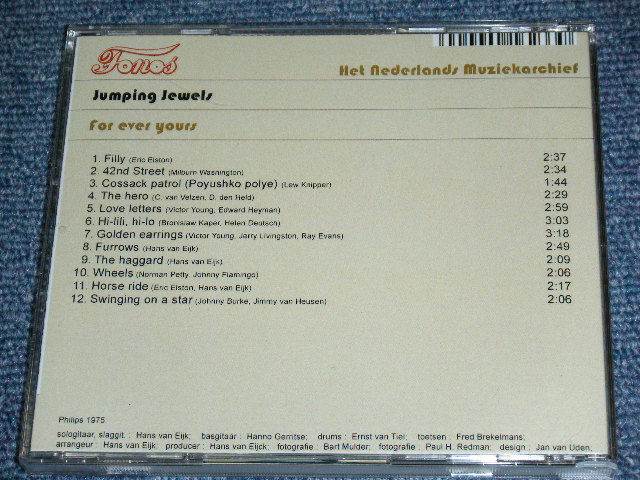 Fonos
Het Nederlands Muziekarchief
Jumping Jewels
For ever yours
1. Filly (Eric Elston) 2:37
2. 42nd Street (Milburn Washington) 2:34
3. Cossack patrol (Poyushko polye) (Lew Knipper) 1:44
4. The hero (C. van Velzen, D. den Held) 2:29
5. Love letters (Victor Young, Edward Heyman) 2:59
6. Hi-lili, hi-lo (Bronislaw Kaper, Helen Deutsch) 3:03
7. Golden earrings (Victor Young, Jerry Livingston, Ray Evans) 3:18
8. Furrows (Hans van Eijk) 2:49
9. The haggard (Hans van Eijk) 2:09
10. Wheels (Norman Petty, Johnny Flamingo) 2:06
11. Horse ride (Eric Elston, Hans van Eijk) 2:17
12. Swinging on a star (Johnny Burke, Jimmy van Heusen) 2:06
Philips 1975
sologitaar, slaggit. : Hans van Eijk; basgitaar : Hanno Gerritse; drums : Ernst van Tiel; toetsen : Fred Brekelmans;
arrangeur : Hans van Eijk; producer : Hans van Eijck; fotografie : Bart Mulder; fotografie : Paul H. Redman; design : Jan van Uden;